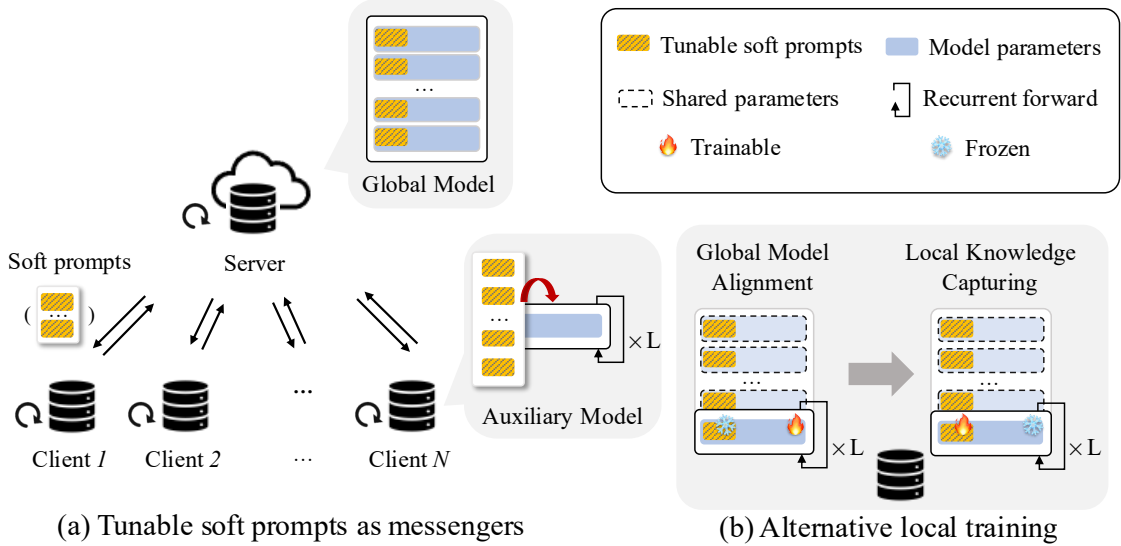 ...
Global Model
Tunable soft prompts
Model parameters
Shared parameters
Recurrent forward
Trainable
Frozen
Server
Soft prompts
( ... )
...
× L
Auxiliary Model
...
Client 1
Client 2
...
Client N
Global Model
Alignment
Local Knowledge
Capturing
...
× L
...
× L
(a) Tunable soft prompts as messengers
(b) Alternative local training